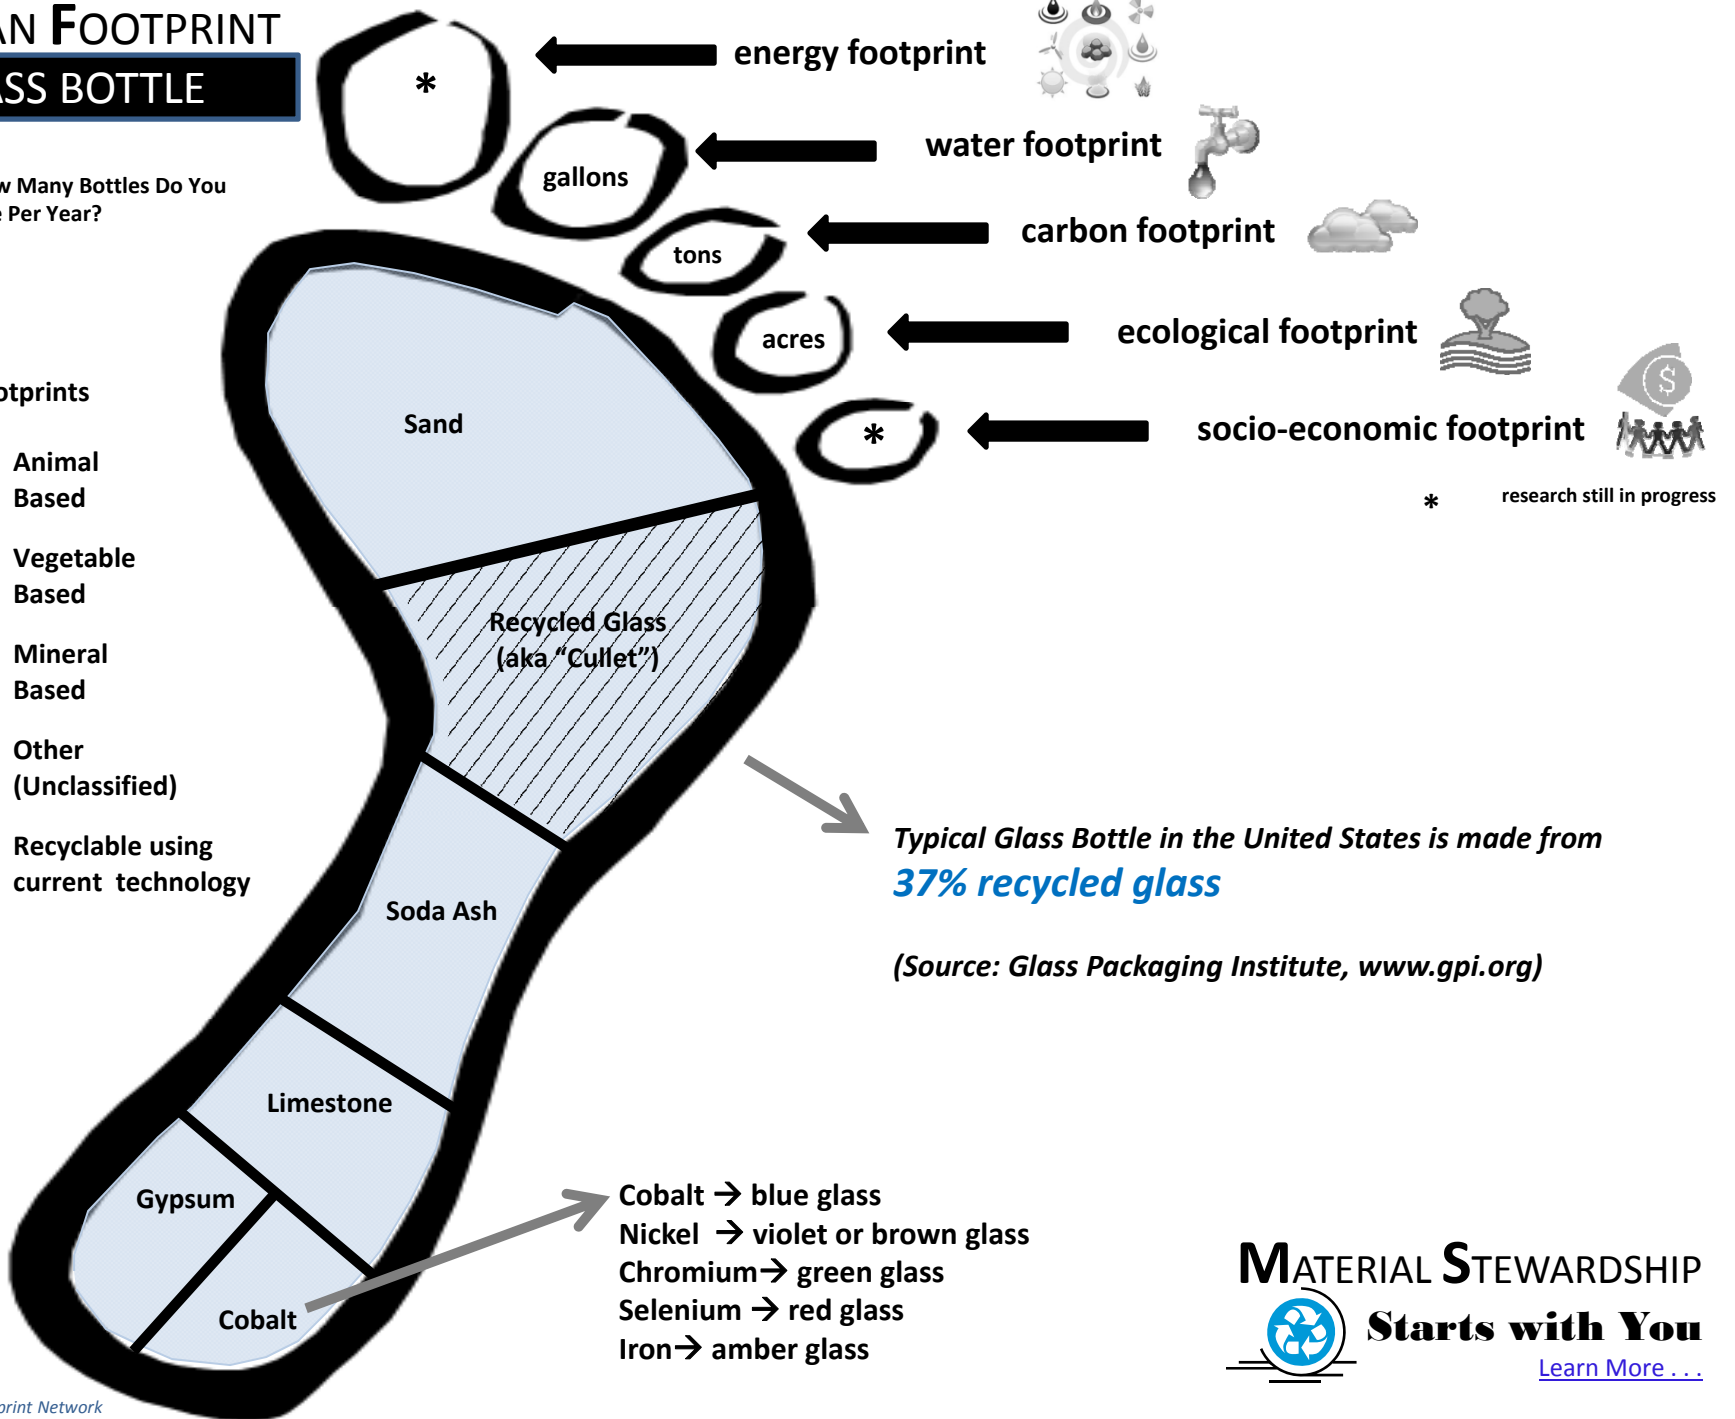 AN FOOTPRINT
ASS BOTTLE
w Many Bottles Do You
e Per Year?
* energy footprint
gallons water footprint
tons carbon footprint
acres ecological footprint
* socio-economic footprint
* research still in progress
otprints
Animal
Based
Vegetable
Based
Mineral
Based
Other
(Unclassified)
Recyclable using
current technology
Sand
Recycled Glass
(aka “Cullet”)
Soda Ash
Limestone
Gypsum
Cobalt
Typical Glass Bottle in the United States is made from
37% recycled glass
(Source: Glass Packaging Institute, www.gpi.org)
Cobalt → blue glass
Nickel → violet or brown glass
Chromium→ green glass
Selenium → red glass
Iron→ amber glass
MATERIAL STEWARDSHIP
Starts with You
Learn More . . .
print Network